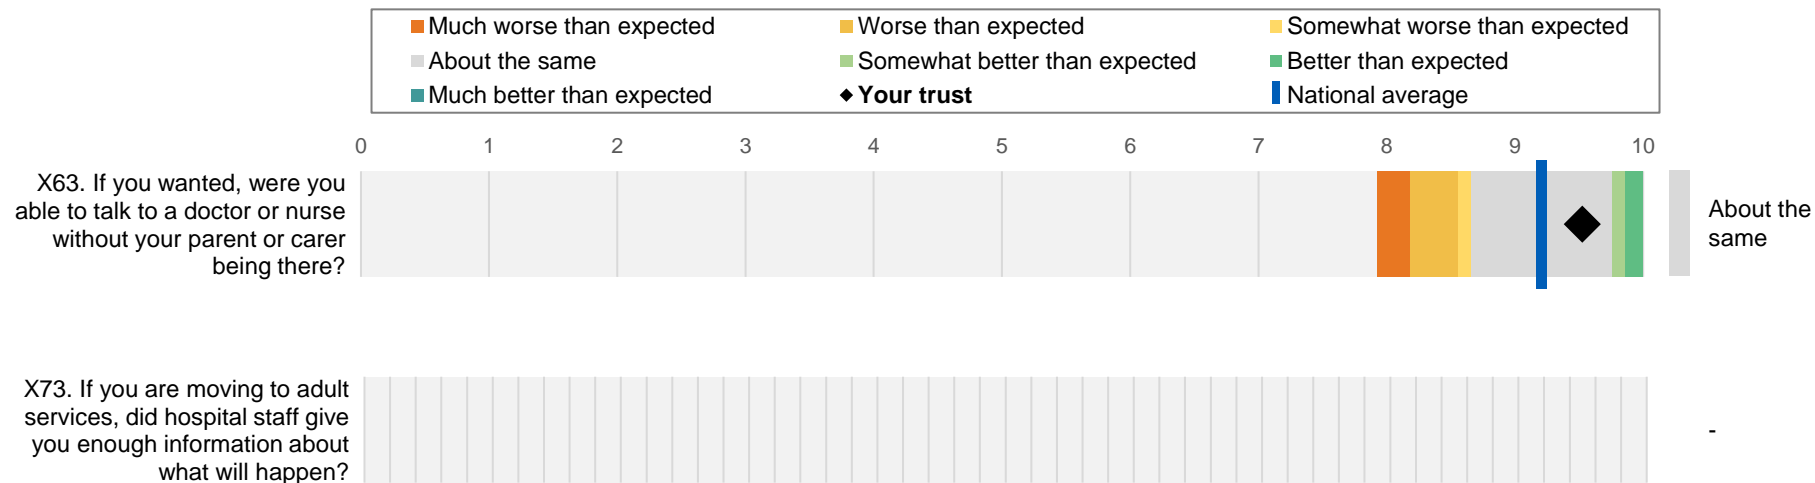 Much worse than expected
Worse than expected
Somewhat worse than expected
About the same
Somewhat better than expected
Better than expected
Much better than expected
Your trust
National average
0 1 2 3 4 5 6 7 8 9 10
X63. If you wanted, were you
able to talk to a doctor or nurse
without your parent or carer
being there?
About the
same
X73. If you are moving to adult
services, did hospital staff give
you enough information about
what will happen?
-